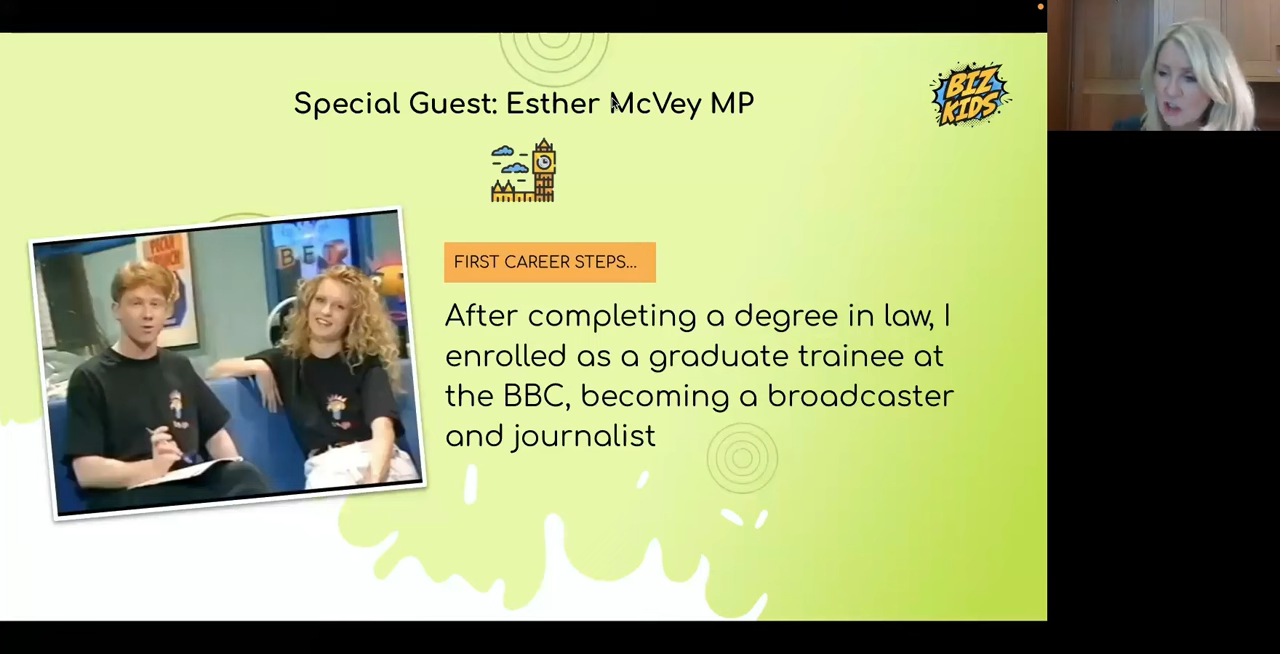 Special Guest: Esther McVey MP
BIZ
KIDS
FIRST CAREER STEPS...
After completing a degree in law, I
enrolled as a graduate trainee at
the BBC, becoming a broadcaster
and journalist